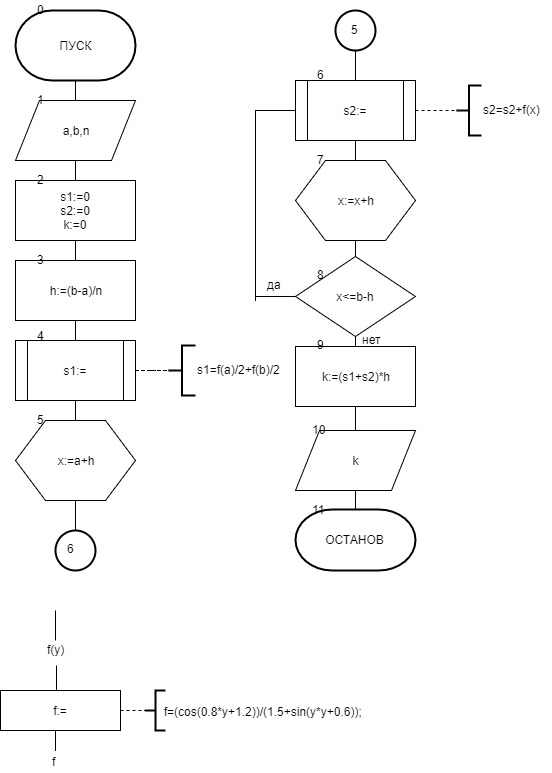 0
ПУСК
1
a,b,n
2
s1:=0
s2:=0
k:=0
3
h:=(b-a)/n
4
s1:=
s1=f(a)/2+f(b)/2
5
x:=a+h
6
5
6
s2:=
s2=s2+f(x)
7
x:=x+h
8
да
x<=b-h
нет
9
k:=(s1+s2)*h
10
k
11
ОСТАНОВ
f(y)
f:=
f=(cos(0.8*y+1.2))/(1.5+sin(y*y+0.6));
f